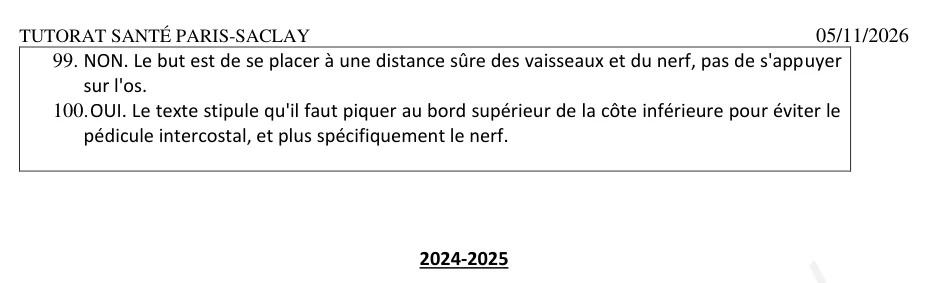 TUTORAT SANTÉ PARIS-SACLAY 05/11/2026
99. NON. Le but est de se placer à une distance sûre des vaisseaux et du nerf, pas de s'appuyer
sur l'os.
100.OUI. Le texte stipule qu'il faut piquer au bord supérieur de la côte inférieure pour éviter le
pédicule intercostal, et plus spécifiquement le nerf.
2024-2025